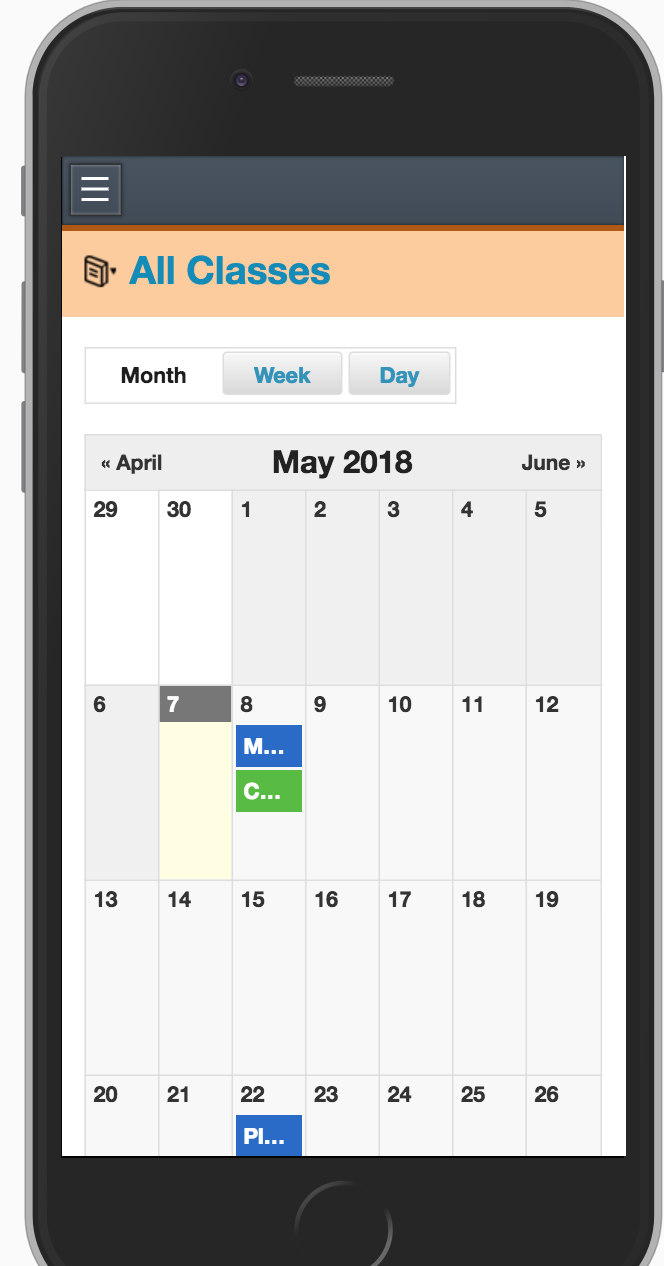 All Classes
Month Week Day
« April May 2018 June »
29 30 1 2 3 4 5
6 7 8 9 10 11 12
M...
C...
13 14 15 16 17 18 19
20 21 22 23 24 25 26
Pl...